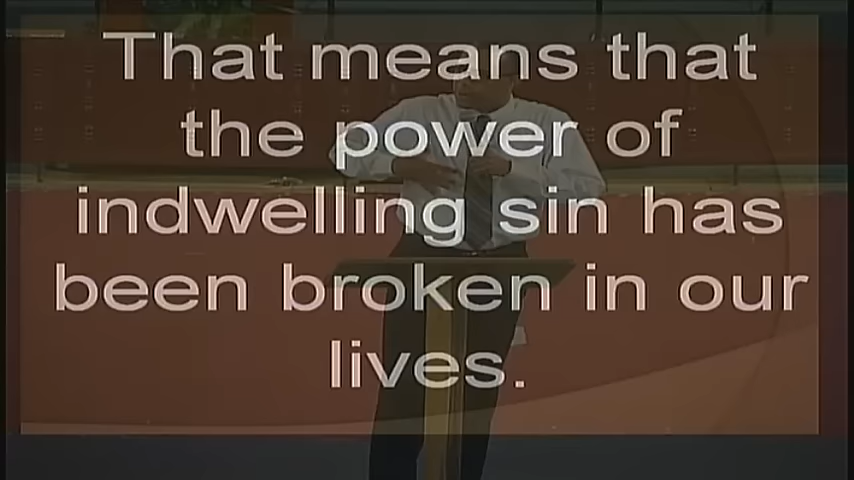 That means that
the power of
indwelling sin has
been broken in our
lives.